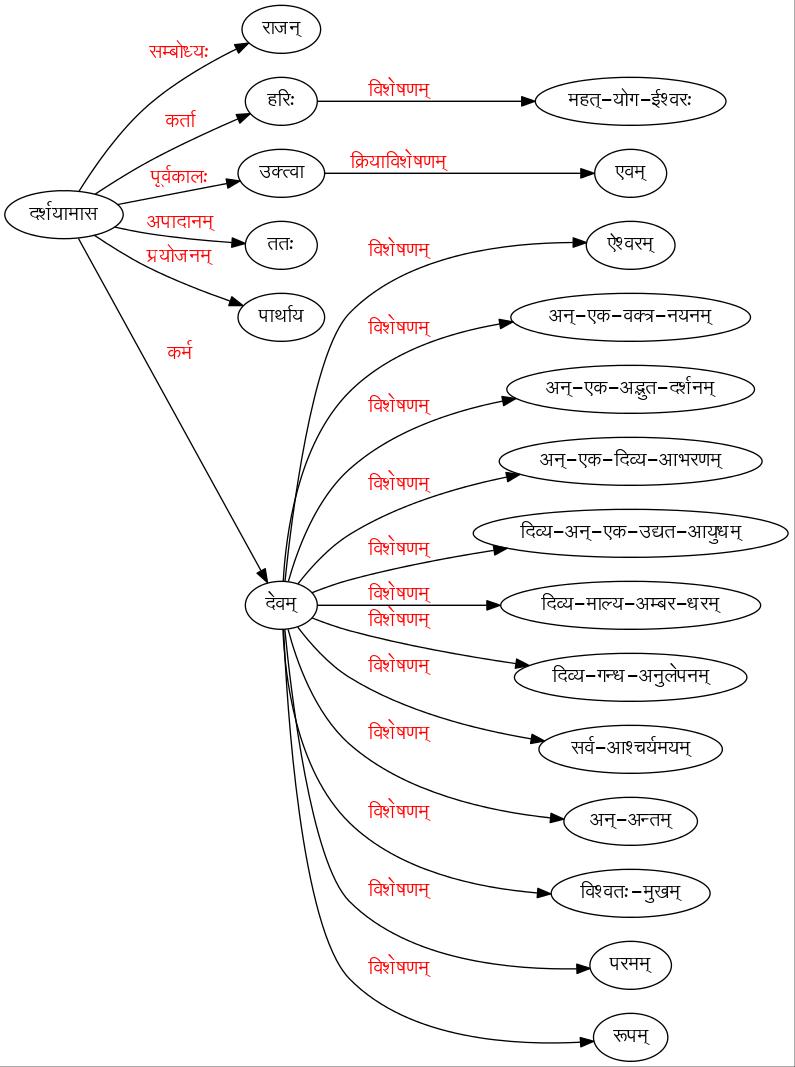 राजन्
सम्बोध्यः
हरिः
विशेषणम्
महत्-योग-ईश्वरः
कर्ता
उक्त्वा
क्रियाविशेषणम्
एवम्
पूर्वकालः
दर्शयामास
अपादानम्
ततः
विशेषणम्
ऐश्वरम्
प्रयोजनम्
पार्थाय
विशेषणम्
अन्-एक-वक्त्र-नयनम्
कर्म
विशेषणम्
अन्-एक-अद्भुत-दर्शनम्
विशेषणम्
अन्-एक-दिव्य-आभरणम्
विशेषणम्
दिव्य-अन्-एक-उद्यत-आयुधम्
देवम्
विशेषणम्
दिव्य-माल्य-अम्बर-धरम्
विशेषणम्
दिव्य-गन्ध-अनुलेपनम्
विशेषणम्
सर्व-आश्चर्यमयम्
विशेषणम्
अन्-अन्तम्
विशेषणम्
विश्वतः-मुखम्
विशेषणम्
परमम्
विशेषणम्
रूपम्